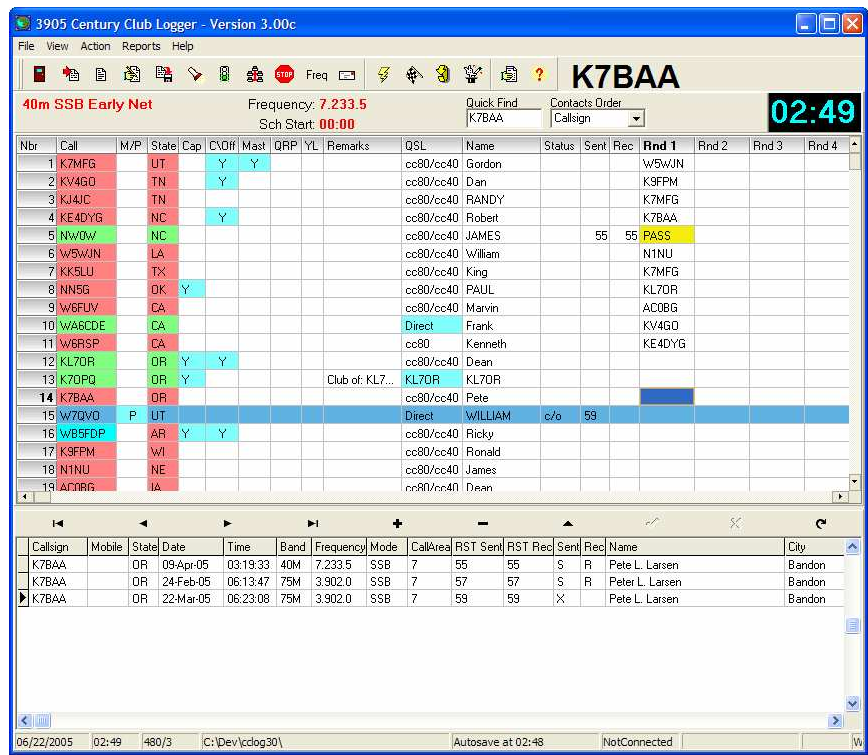 3905 Century Club Logger - Version 3.00c
File View Action Reports Help
STOP Freq ? K7BAA
40m SSB Early Net Frequency: 7.233.5 Quick Find Contacts Order 02:49
Sch Start: 00:00 K7BAA Callsign
Nbr Call M/P State Cap C\Off Mast QRP YL Remarks QSL Name Status Sent Rec Rnd 1 Rnd 2 Rnd 3 Rnd 4
1 K7MFG UT Y Y cc80/cc40 Gordon W5WJN
2 KV4GO TN Y cc80/cc40 Dan K9FPM
3 KJ4JC TN cc80/cc40 RANDY K7MFG
4 KE4DYG NC Y cc80/cc40 Robert K7BAA
5 NW0W NC cc80/cc40 JAMES 55 55 PASS
6 W5WJN LA cc80/cc40 William N1NU
7 KK5LU TX cc80/cc40 King K7MFG
8 NN5G OK Y cc80/cc40 PAUL KL7OR
9 W6FUV CA cc80/cc40 Marvin AC0BG
10 WA6CDE CA Direct Frank KV4GO
11 W6RSP CA cc80 Kenneth KE4DYG
12 KL7OR OR Y Y cc80/cc40 Dean
13 K7OPQ OR Y Club of: KL7... KL7OR KL7OR
14 K7BAA OR cc80/cc40 Pete
15 W7QVO P UT Direct WILLIAM c/o 59
16 WB5FDP AR Y Y cc80/cc40 Ricky
17 K9FPM WI cc80/cc40 Ronald
18 N1NU NE cc80/cc40 James
19 AC0BG IA cc80/cc40 Dean
Callsign Mobile State Date Time Band Frequency Mode CallArea RST Sent RST Rec Sent Rec Name City
K7BAA OR 09-Apr-05 03:19:33 40M 7.233.5 SSB 7 55 55 S R Pete L. Larsen Bandon
K7BAA OR 24-Feb-05 06:13:47 75M 3.902.0 SSB 7 57 57 S R Peter L. Larsen Bandon
K7BAA OR 22-Mar-05 06:23:08 75M 3.902.0 SSB 7 59 59 X Pete L. Larsen Bandon
06/22/2005 02:49 480/3 C:\Dev\cclog30\ Autosave at 02:48 NotConnected W